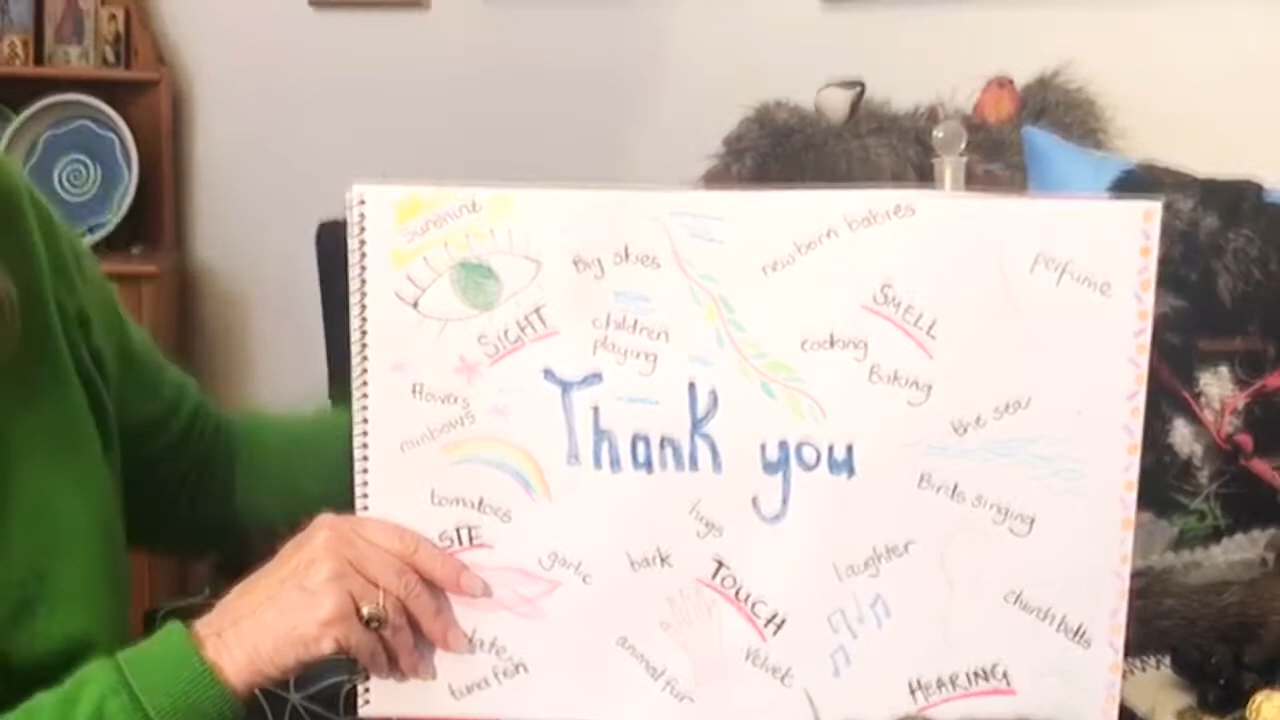 sunshine
SIGHT
Big skies
children
playing
flowers
rainbows
newborn babies
SMELL
perfume
cooking
Baking
Thank you
the sea
Birds singing
tomatoes
STE
garlic
tuna fish
bark
TOUCH
velvet
animal fur
laughter
church bells
HEARING